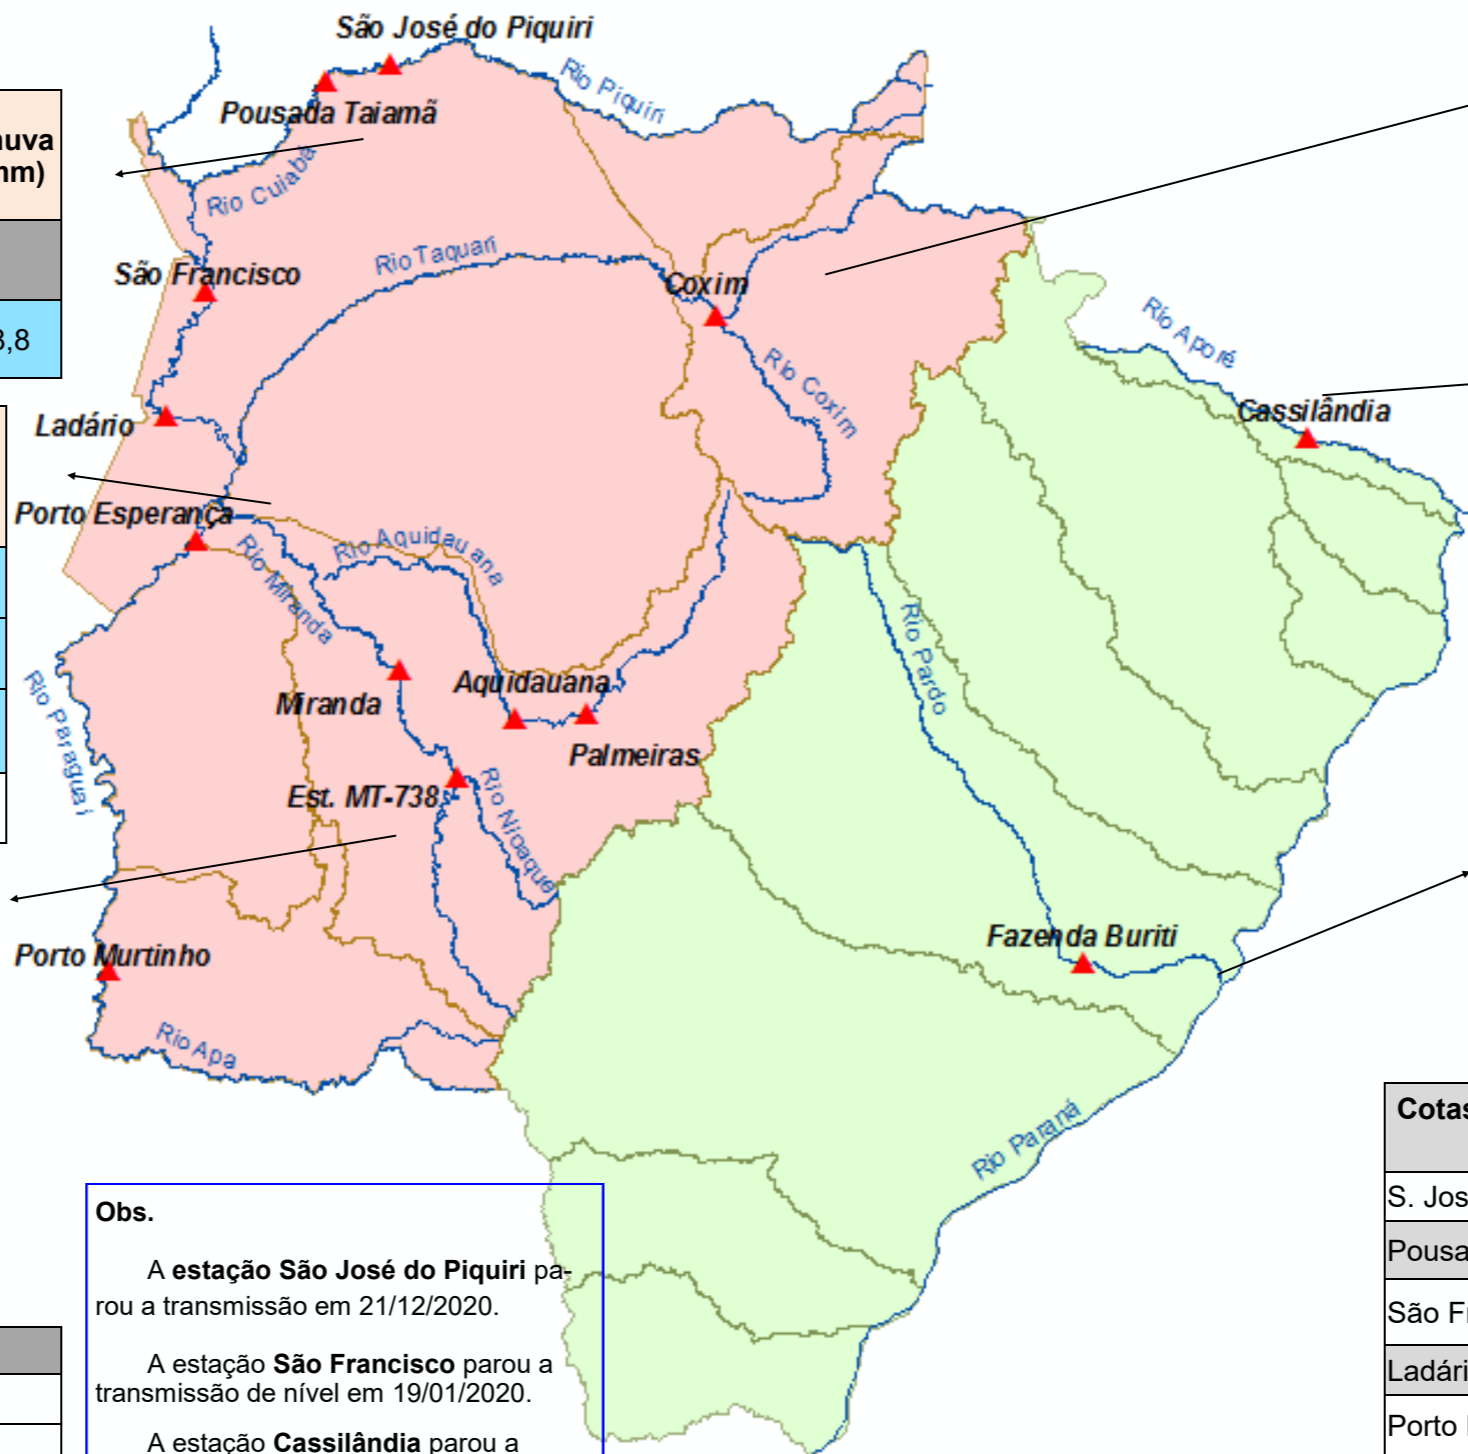 São José do Piquiri
Rio Piquiri
Pousada Taiamã
Rio Cuiabá
São Francisco
Rio Taquari
Coxim
Rio Coxim
Rio Aporé
Cassilândia
Ladário
8,8
Porto Esperança
Rio Aquidauana
Rio Miranda
Rio Pardo
Aquidauana
Miranda
Palmeiras
Rio Paraguai
Est. MT-738
Rio Nioaque
Fazenda Buriti
Porto Murtinho
Rio Apa
Rio Paraná
Obs.
A estação São José do Piquiri pa-
rou a transmissão em 21/12/2020.
A estação São Francisco parou a
transmissão de nível em 19/01/2020.
A estação Cassilândia parou a
Cotas
S. Jos
Pousa
São Fr
Ladári
Porto